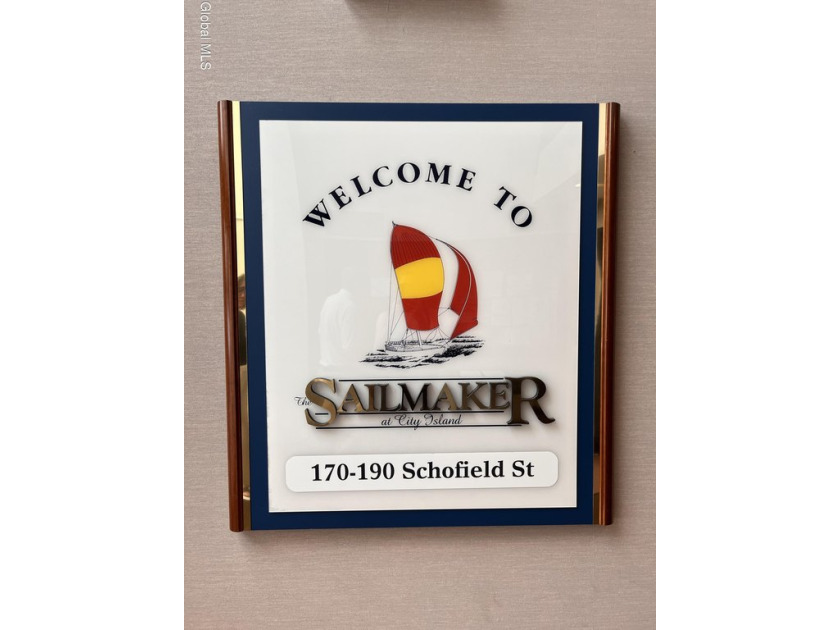 Global MLS
WELCOME TO
The SAILMAKER
at City Island
170-190 Schofield St